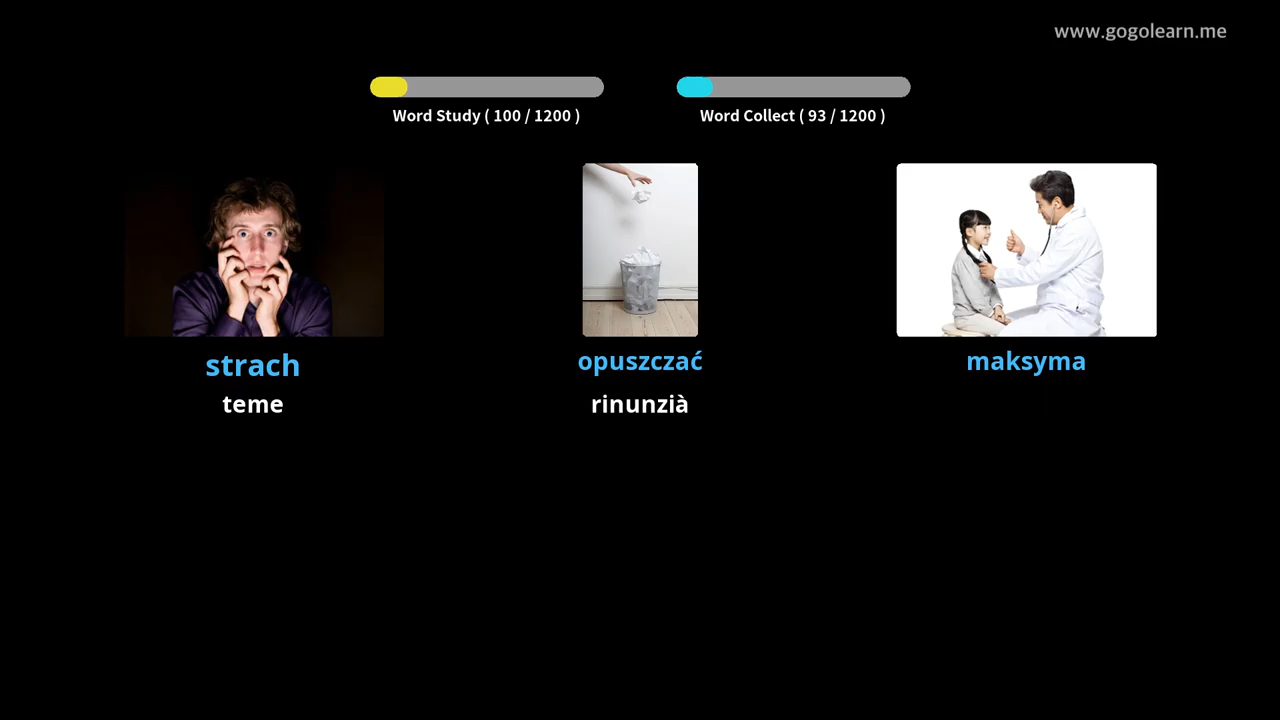 www.gogolearn.me
Word Study ( 100 / 1200 )
Word Collect ( 93 / 1200 )
strach
opuszczać
maksyma
teme
rinunzià